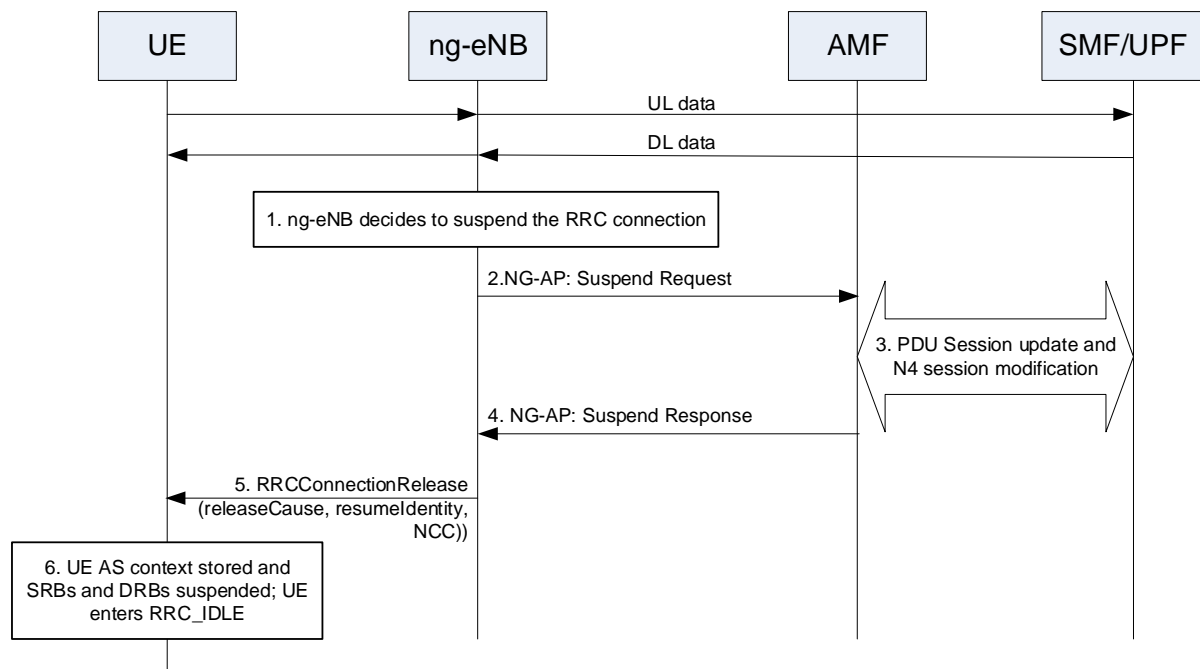 UE
ng-eNB
AMF
SMF/UPF
UL data
DL data
1. ng-eNB decides to suspend the RRC connection
2.NG-AP: Suspend Request
3. PDU Session update and
N4 session modification
4. NG-AP: Suspend Response
5. RRCConnectionRelease
(releaseCause, resumeIdentity,
NCC))
6. UE AS context stored and
SRBs and DRBs suspended; UE
enters RRC_IDLE